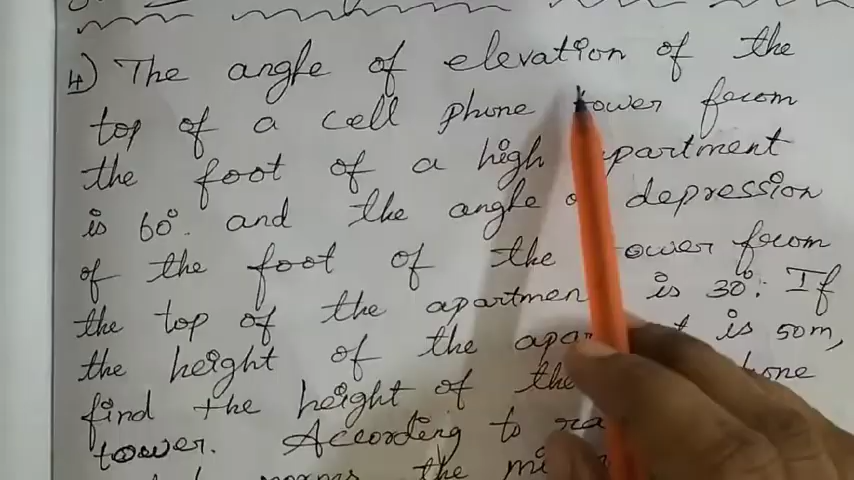 4) The angle of elevation of the
top of a cell phone tower from
the foot of a high apartment
is 60°. and the angle depression
of the foot of the tower from
the top of the apartment is 30°. If
the height of the is 50m,
find the height of the
tower. According to
the